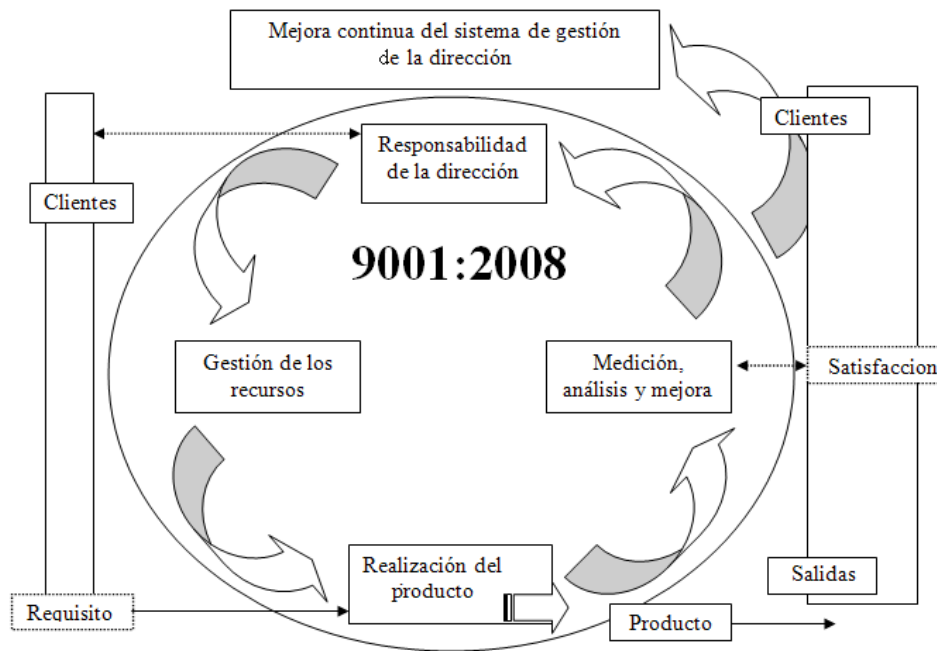 Mejora continua del sistema de gestión
de la dirección
Clientes
Responsabilidad
de la dirección
Clientes
9001:2008
Gestión de los
recursos
Medición,
análisis y mejora
Satisfaccion
Realización del
producto
Salidas
Requisito
Producto